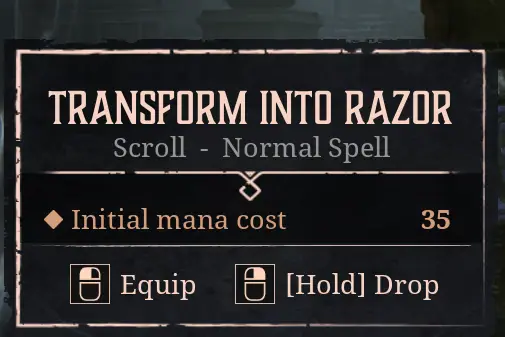 TRANSFORM INTO RAZOR
Scroll - Normal Spell
Initial mana cost 35
Equip [Hold] Drop